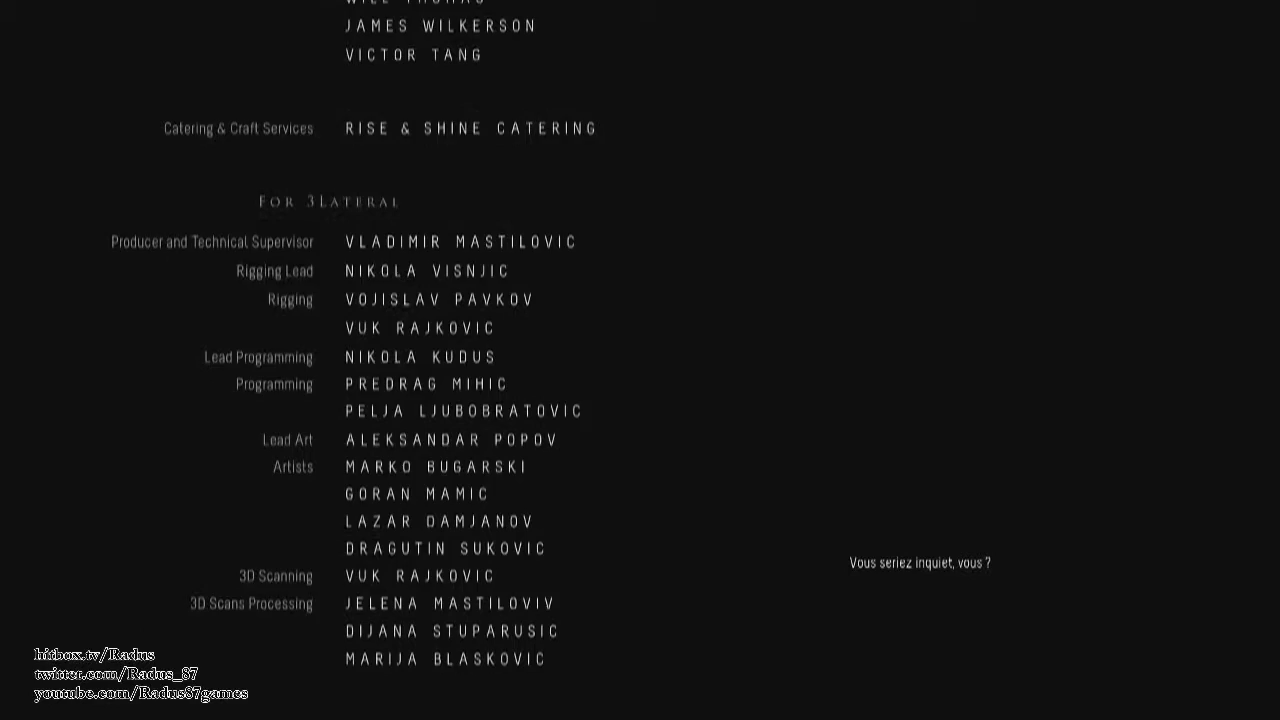 WILL THOMAS
JAMES WILKERSON
VICTOR TANG
Catering & Craft Services RISE & SHINE CATERING
FOR 3LATERAL
Producer and Technical Supervisor VLADIMIR MASTILOVIC
Rigging Lead NIKOLA VISNJIC
Rigging VOJISLAV PAVKOV
VUK RAJKOVIC
Lead Programming NIKOLA KUDUS
Programming PREDRAG MIHIC
PELJA LJUBOBRATOVIC
Lead Art ALEKSANDAR POPOV
Artists MARKO BUGARSKI
GORAN MAMIC
LAZAR DAMJANOV
DRAGUTIN SUKOVIC
Vous seriez inquiet, vous ?
3D Scanning VUK RAJKOVIC
3D Scans Processing JELENA MASTILOVIV
DIJANA STUPARUSIC
MARIJA BLASKOVIC
hitbox.tv/Radus
twitter.com/Radus_87
youtube.com/Radus87games